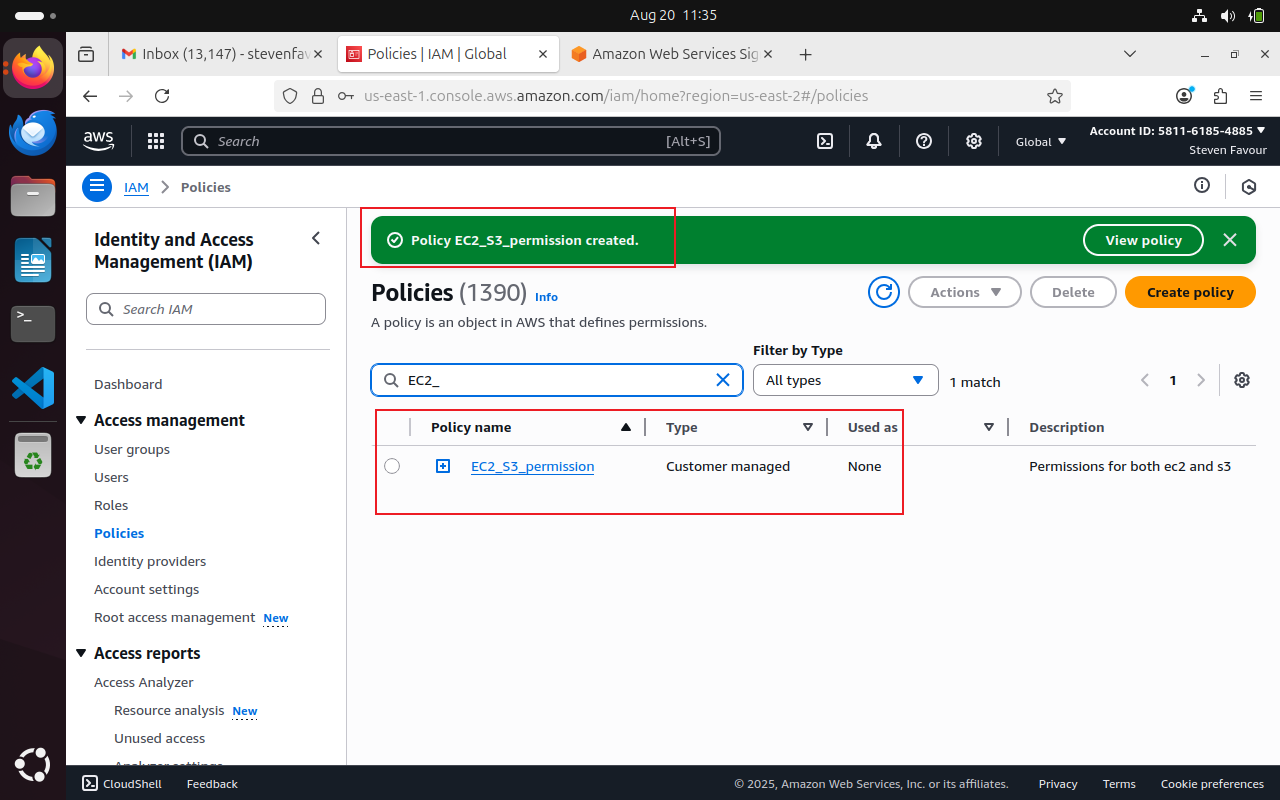 Aug 20 11:35
Inbox (13,147) - stevenfav
Policies | IAM | Global
Amazon Web Services Sig
us-east-1.console.aws.amazon.com/iam/home?region=us-east-2#/policies
aws
Search
[Alt+S]
Global
Account ID: 5811-6185-4885
Steven Favour
IAM
Policies
Identity and Access
Management (IAM)
Search IAM
Dashboard
Access management
User groups
Users
Roles
Policies
Identity providers
Account settings
Root access management New
Access reports
Access Analyzer
Resource analysis New
Unused access
Analyzer settings
Policy EC2_S3_permission created.
View policy
Policies (1390) Info
Actions
Delete
Create policy
A policy is an object in AWS that defines permissions.
Filter by Type
EC2_
All types
1 match
1
Policy name Type Used as Description
EC2_S3_permission Customer managed None Permissions for both ec2 and s3
CloudShell Feedback
© 2025, Amazon Web Services, Inc. or its affiliates. Privacy Terms Cookie preferences